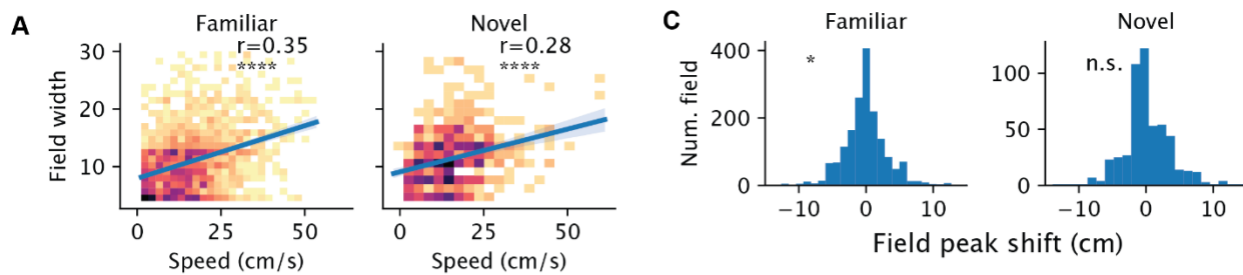 A
Familiar
r=0.35
****
Field width
30
20
10
0 25 50
Speed (cm/s)
Novel
r=0.28
****
0 25 50
Speed (cm/s)
C
Familiar
*
Num. field
400
200
0
−10 0 10
Novel
n.s.
100
50
0
−10 0 10
Field peak shift (cm)